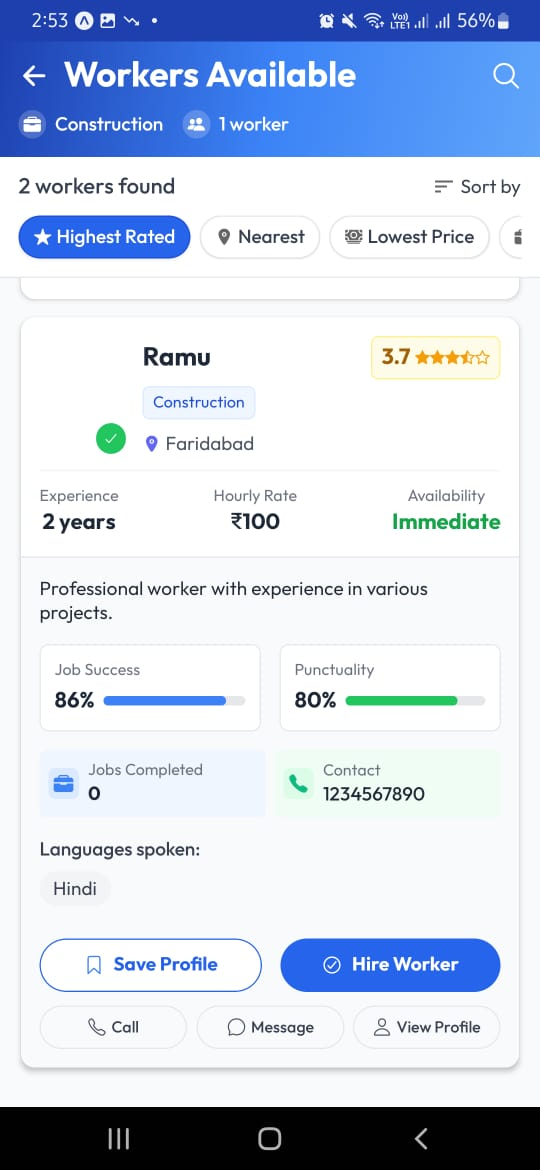 2:53
Vo))
LTE1
56%
Workers Available
Construction
1 worker
2 workers found
Sort by
Highest Rated
Nearest
Lowest Price
Ramu
3.7
Construction
Faridabad
Experience
Hourly Rate
Availability
2 years
₹100
Immediate
Professional worker with experience in various
projects.
Job Success
Punctuality
86%
80%
Jobs Completed
0
Contact
1234567890
Languages spoken:
Hindi
Save Profile
Hire Worker
Call
Message
View Profile